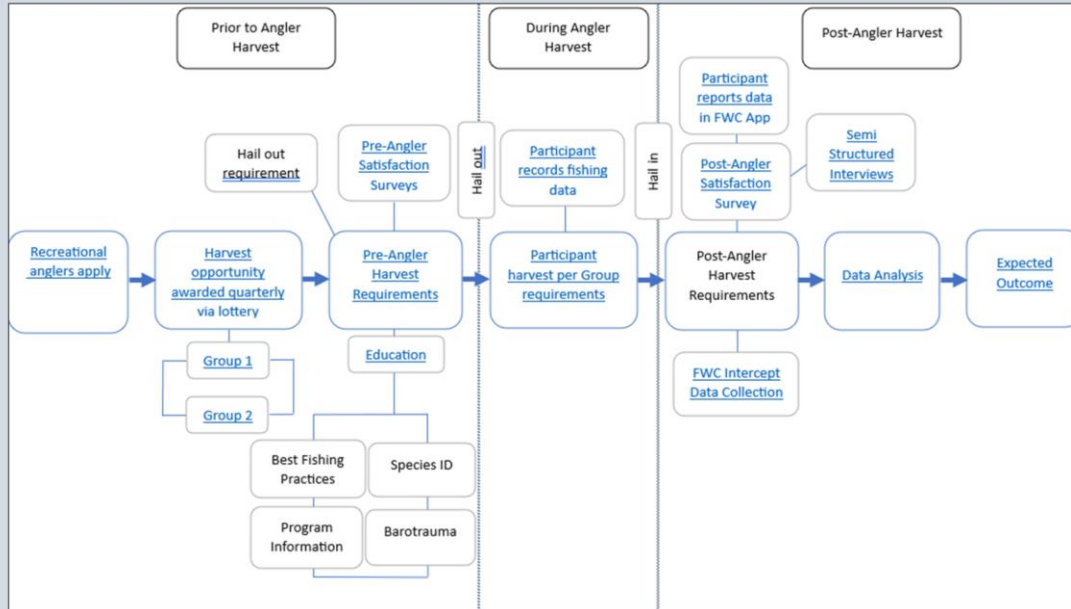 Prior to Angler
Harvest
During Angler
Harvest
Post-Angler Harvest
Hail out
requirement
Pre-Angler
Satisfaction
Surveys
Hail out
Participant
records fishing
data
Hail in
Participant
reports data
in FWC App
Post-Angler
Satisfaction
Survey
Semi
Structured
Interviews
Recreational
anglers apply
Harvest
opportunity
awarded quarterly
via lottery
Pre-Angler
Harvest
Requirements
Participant
harvest per Group
requirements
Post-Angler
Harvest
Requirements
Data Analysis
Expected
Outcome
Group 1
Group 2
Education
FWC Intercept
Data Collection
Best Fishing
Practices
Species ID
Program
Information
Barotrauma